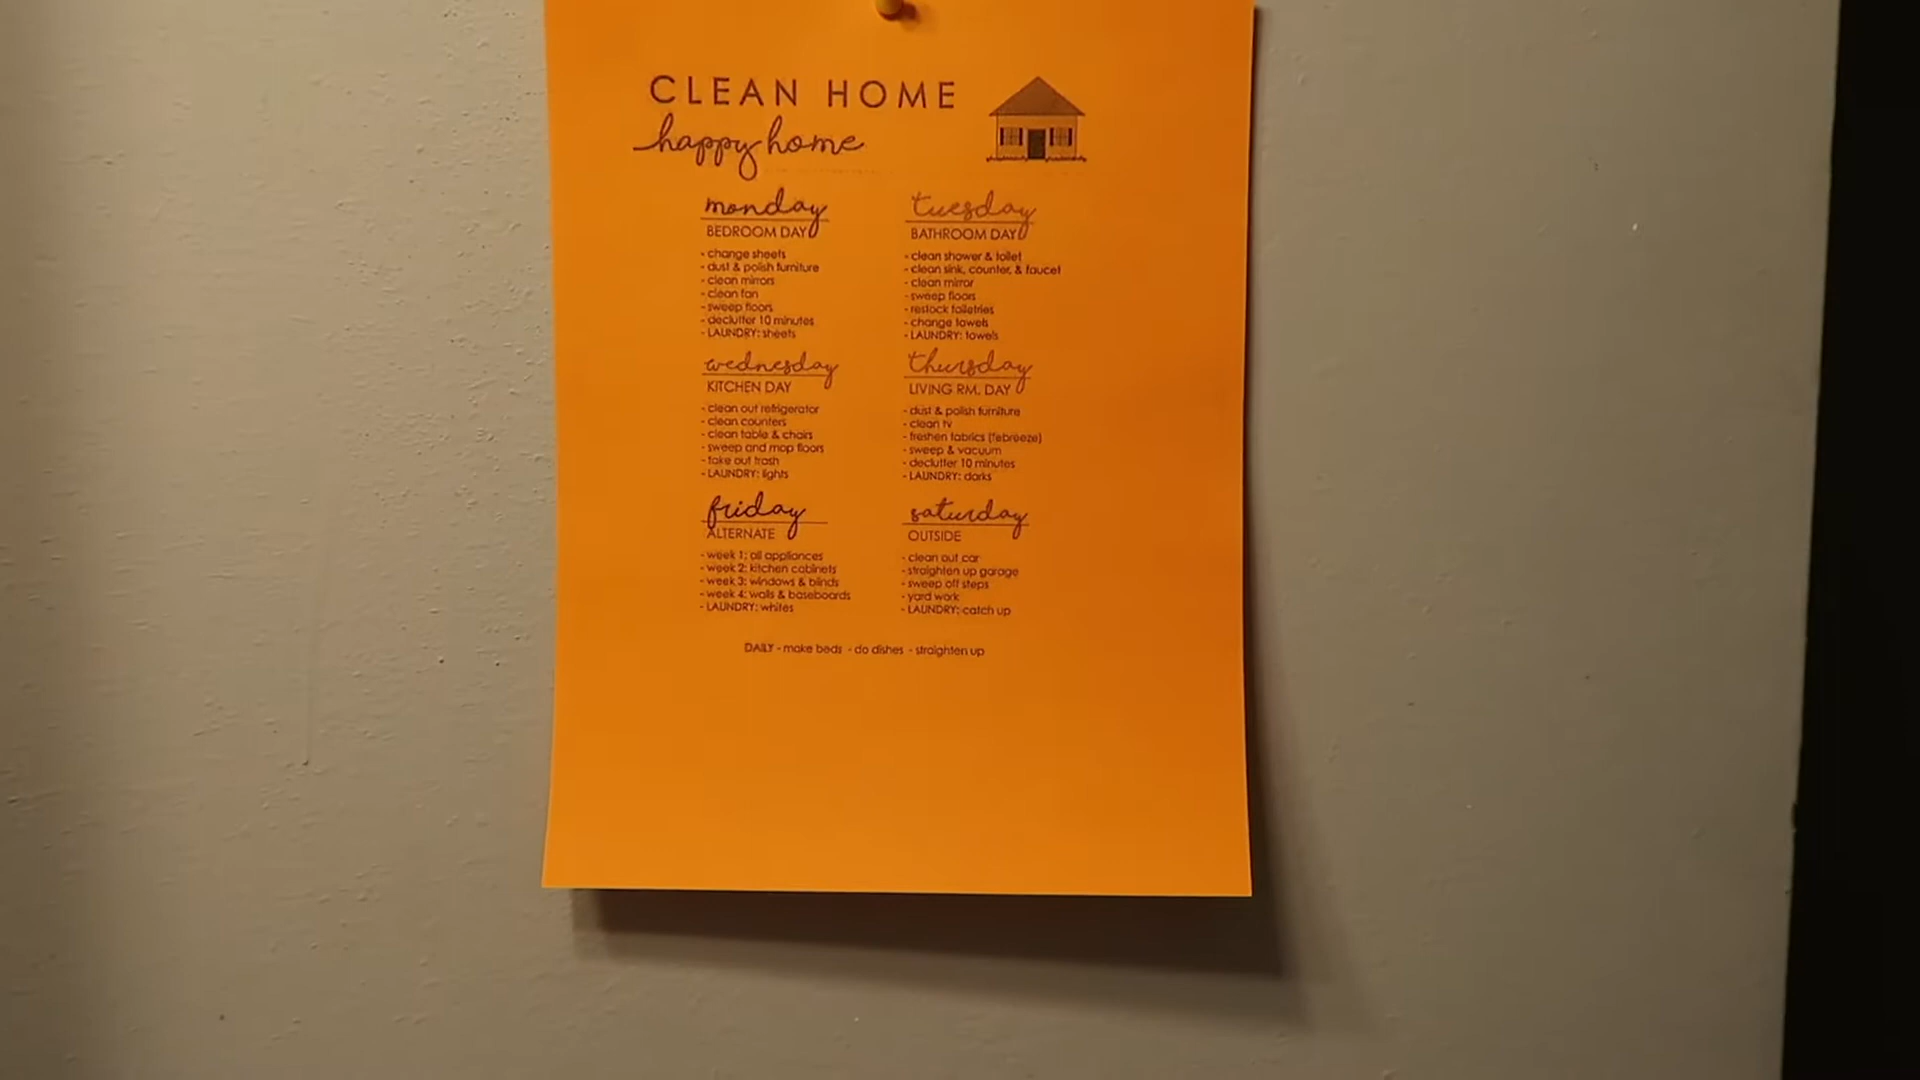 CLEAN HOME
happy home
monday
BEDROOM DAY
- change sheets
- dust & polish furniture
- clean mirrors
- clean fan
- sweep floors
- declutter 10 minutes
- LAUNDRY: sheets
tuesday
BATHROOM DAY
- clean shower & toilet
- clean sink, counter, & faucet
- clean mirror
- sweep floors
- restock toiletries
- change towels
- LAUNDRY: towels
wednesday
KITCHEN DAY
- clean out refrigerator
- clean counters
- clean table & chairs
- sweep and mop floors
- take out trash
- LAUNDRY: lights
thursday
LIVING RM. DAY
- dust & polish furniture
- clean tv
- freshen fabrics (febreeze)
- sweep & vacuum
- declutter 10 minutes
- LAUNDRY: darks
friday
ALTERNATE
- week 1: all appliances
- week 2: kitchen cabinets
- week 3: windows & blinds
- week 4: walls & baseboards
- LAUNDRY: whites
saturday
OUTSIDE
- clean out car
- straighten up garage
- sweep off steps
- yard work
- LAUNDRY: catch up
DAILY - make beds - do dishes - straighten up